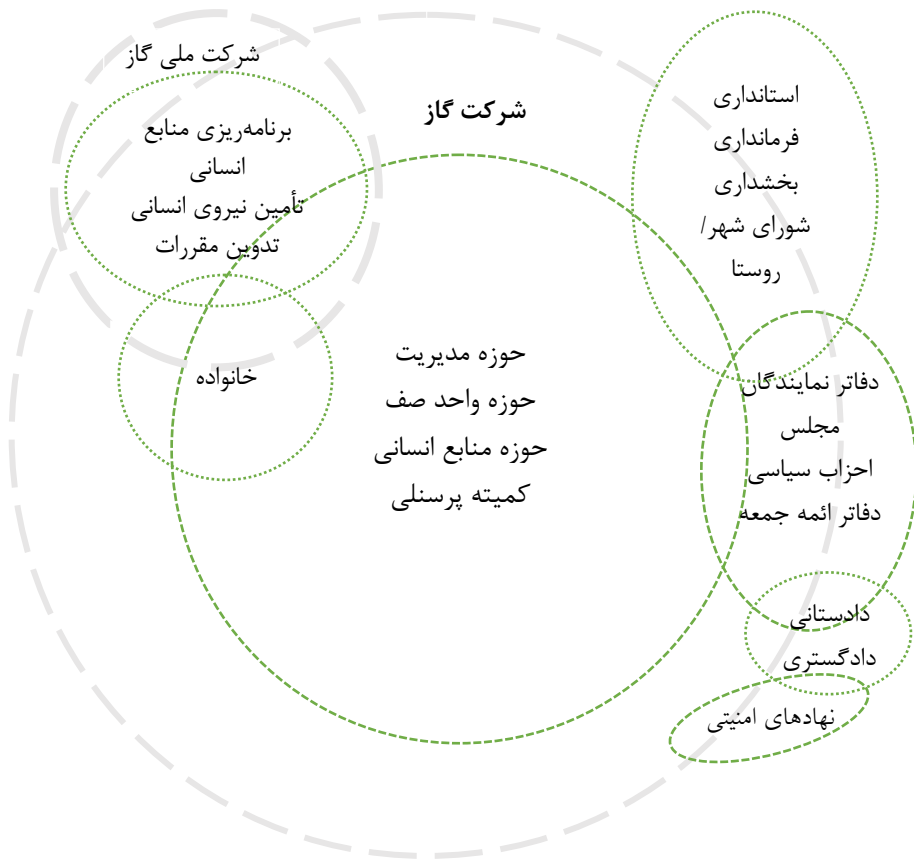 شرکت ملی گاز
برنامه‌ریزی منابع
انسانی
تأمین نیروی انسانی
تدوین مقررات
شرکت گاز
استانداری
فرمانداری
بخشداری
شورای شهر/
روستا
خانواده
حوزه مدیریت
حوزه واحد صف
حوزه منابع انسانی
کمیته پرسنلی
دفاتر نمایندگان
مجلس
احزاب سیاسی
دفاتر ائمه جمعه
دادستانی
دادگستری
نهادهای امنیتی